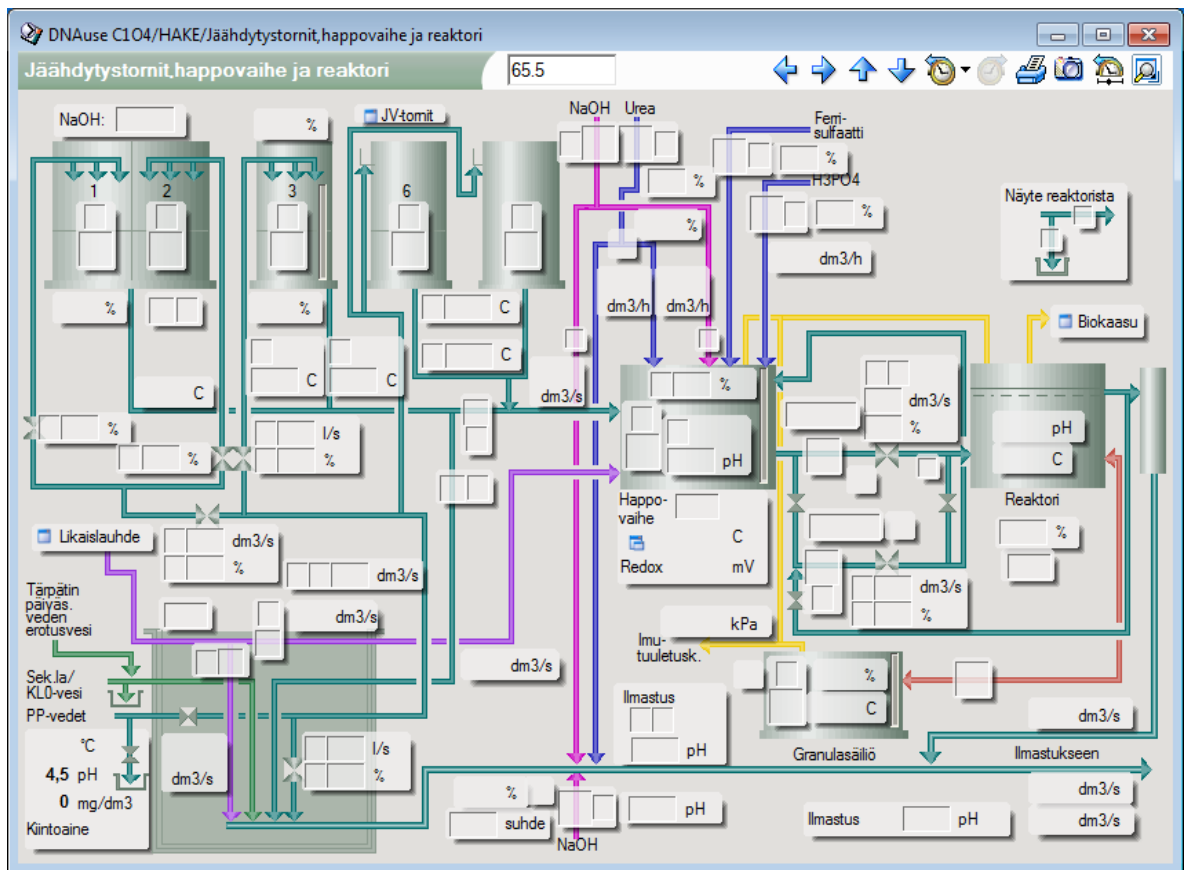 DNAuse C1O4/HAKE/Jäähdytystornit,happovaihe ja reaktori
Jäähdytystornit,happovaihe ja reaktori
65.5
NaOH:
%
JV-tornit
NaOH
Urea
Ferri-
sulfaatti
%
%
H3PO4
%
%
dm3/h
Näyte reaktorista
1
2
3
6
%
%
C
C
C
C
C
dm3/h
dm3/h
dm3/s
Biokaasu
%
%
%
l/s
%
pH
dm3/s
%
pH
C
Happo-
vaihe
C
Redox
mV
Reaktori
%
Likaislauhde
dm3/s
%
dm3/s
dm3/s
%
Tärpätin
päiväs.
veden
erotusvesi
dm3/s
kPa
Imu-
tuuletusk.
Sek.la/
KL0-vesi
dm3/s
PP-vedet
%
C
Granulasäiliö
Ilmastus
pH
dm3/s
Ilmastukseen
°C
4,5 pH
0 mg/dm3
Kiintoaine
dm3/s
l/s
%
%
suhde
pH
NaOH
dm3/s
dm3/s
Ilmastus
pH